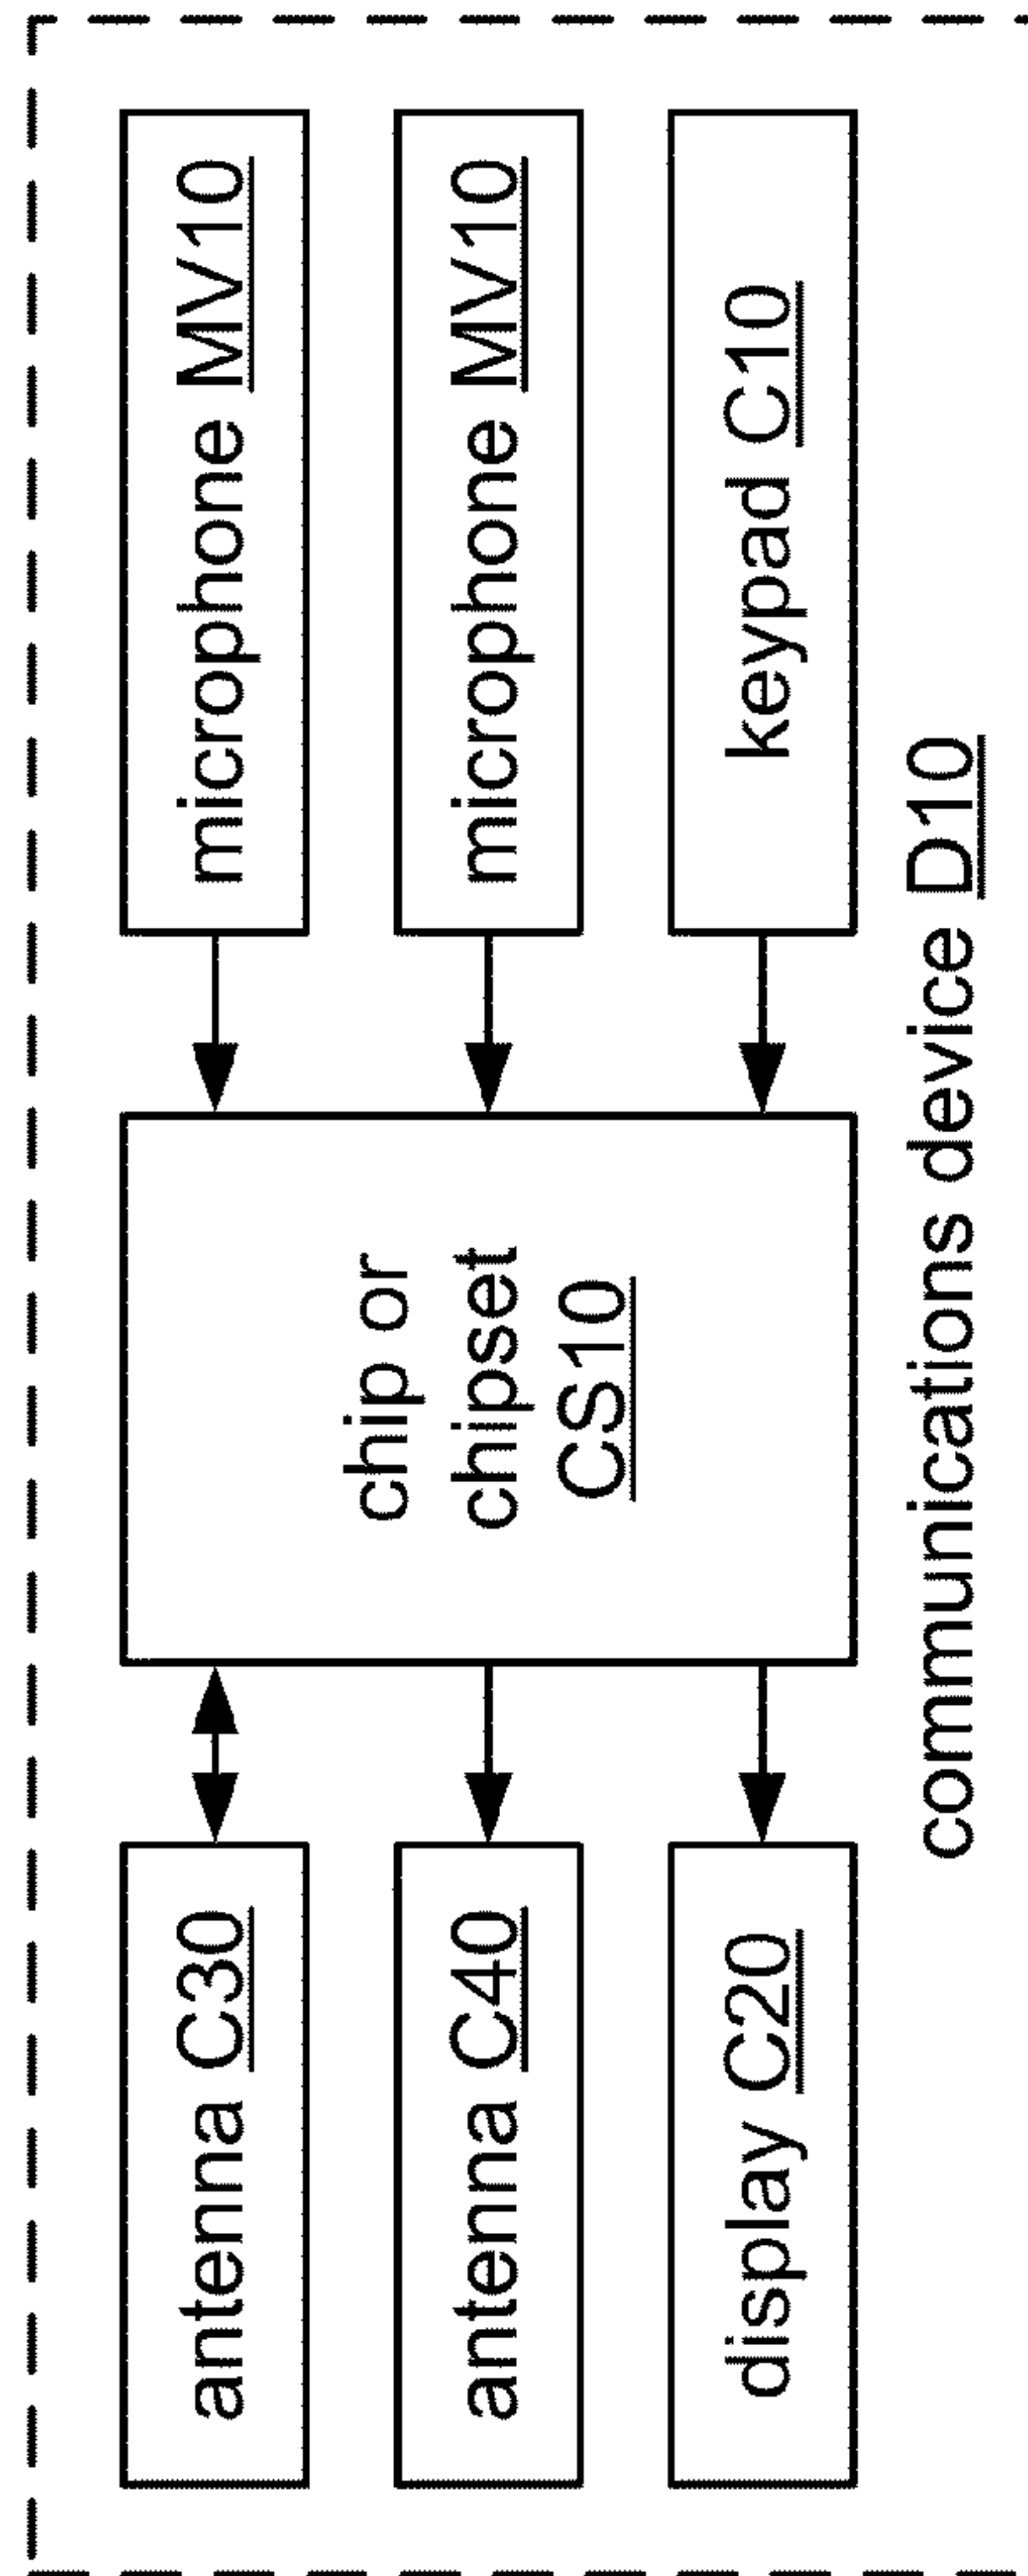 antenna C30
antenna C40
display C20
chip or
chipset
CS10
microphone MV10
microphone MV10
keypad C10
communications device D10